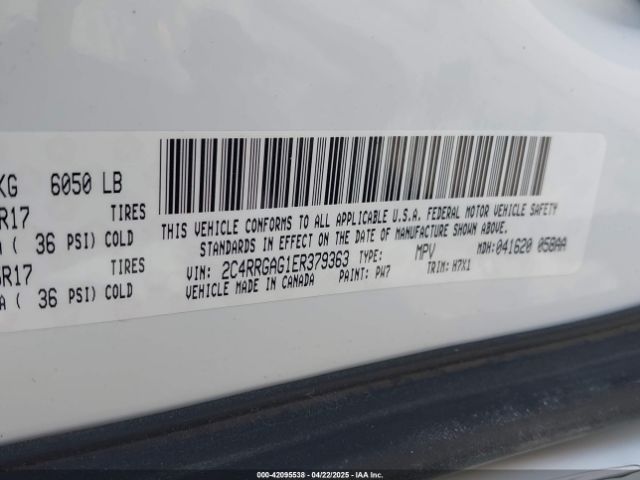 KG 6050 LB
R17 TIRES
( 36 PSI) COLD
R17 TIRES
A ( 36 PSI) COLD
THIS VEHICLE CONFORMS TO ALL APPLICABLE U.S.A. FEDERAL MOTOR VEHICLE SAFETY
STANDARDS IN EFFECT ON THE DATE OF MANUFACTURE SHOWN ABOVE.
VIN: 2C4RRGAG1ER379363 TYPE: MPV MDH: 041620 058AA
VEHICLE MADE IN CANADA PAINT: PW7 TRIM: H7X1
000-42095538 - 04/22/2025 - Copyright © IAA, Inc.